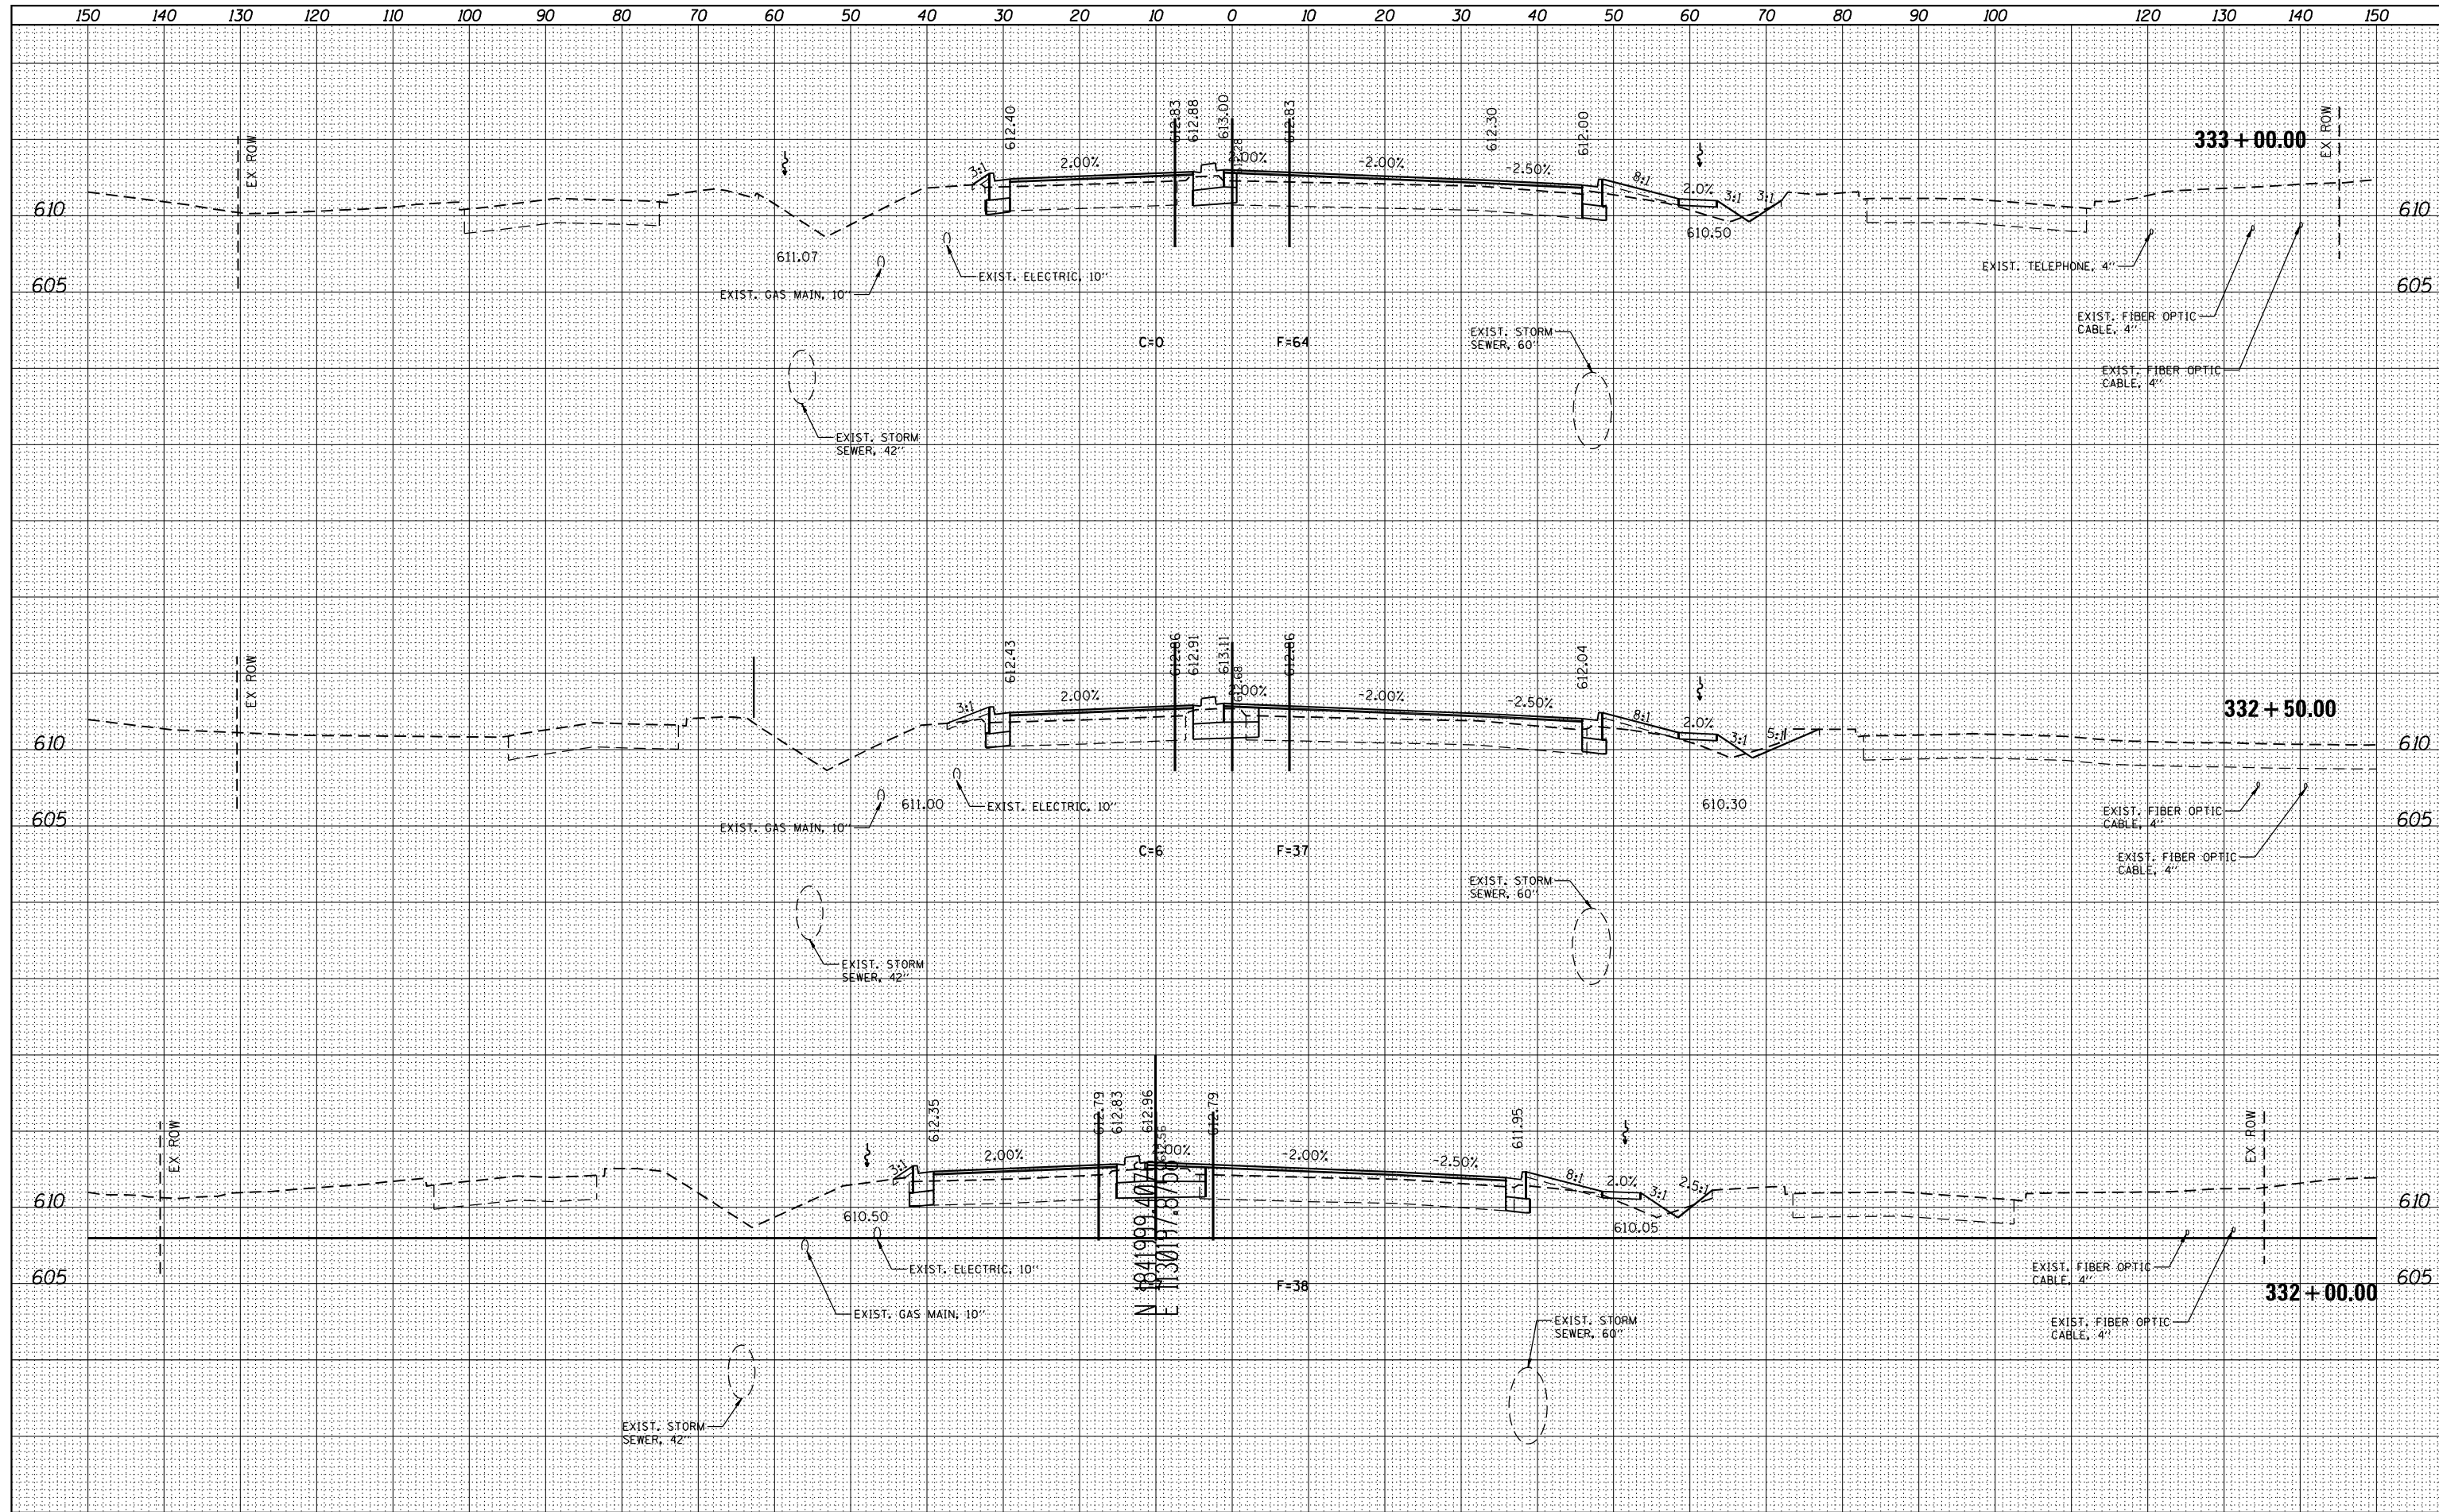 150 140 130 120 110 100 90 80 70 60 50 40 30 20 10 0 10 20 30 40 50 60 70 80 90 100 120 130 140 150
333+00.00
EX ROW
EX ROW
612.40
612.83
612.88
613.00
612.83
612.30
612.00
3:1
2.00%
2.00%
-2.00%
-2.50%
8:1
2.0%
3:1
3:1
610
610
611.07
610.50
605
605
EXIST. GAS MAIN, 10"
EXIST. ELECTRIC, 10"
EXIST. TELEPHONE, 4"
EXIST. FIBER OPTIC
CABLE, 4"
C=0
F=64
EXIST. STORM
SEWER, 60"
EXIST. FIBER OPTIC
CABLE, 4"
EXIST. STORM
SEWER, 42"
332+50.00
EX ROW
612.43
612.86
612.91
613.11
612.68
612.86
612.04
3:1
2.00%
2.00%
-2.00%
-2.50%
8:1
2.0%
3:1
5:1
610
610
611.00
610.30
605
605
EXIST. GAS MAIN, 10"
EXIST. ELECTRIC, 10"
EXIST. FIBER OPTIC
CABLE, 4"
C=6
F=37
EXIST. FIBER OPTIC
CABLE, 4"
EXIST. STORM
SEWER, 60"
EXIST. STORM
SEWER, 42"
EX ROW
EX ROW
612.35
612.79
612.83
612.96
612.56
612.79
611.95
3:1
2.00%
2.00%
-2.00%
-2.50%
8:1
2.0%
3:1
2.5:1
610
610
610.50
610.05
605
605
EXIST. ELECTRIC, 10"
EXIST. GAS MAIN, 10"
F=38
EXIST. FIBER OPTIC
CABLE, 4"
332+00.00
EXIST. FIBER OPTIC
CABLE, 4"
EXIST. STORM
SEWER, 60"
EXIST. STORM
SEWER, 42"